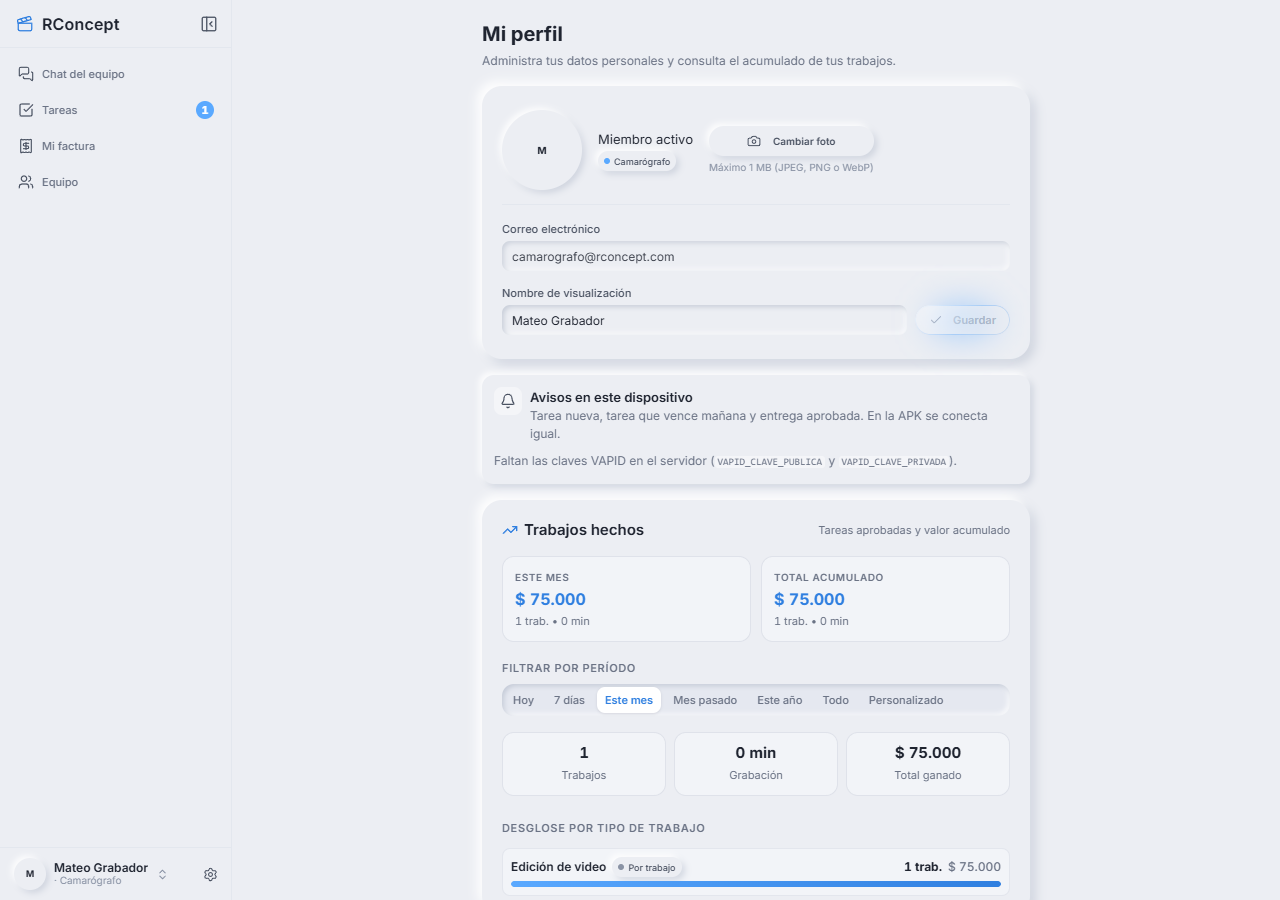 RConcept
Chat del equipo
Tareas 1
Mi factura
Equipo
Mi perfil
Administra tus datos personales y consulta el acumulado de tus trabajos.
M
Miembro activo
Camarógrafo
Cambiar foto
Máximo 1 MB (JPEG, PNG o WebP)
Correo electrónico
camarografo@rconcept.com
Nombre de visualización
Mateo Grabador
Guardar
Avisos en este dispositivo
Tarea nueva, tarea que vence mañana y entrega aprobada. En la APK se conecta
igual.
Faltan las claves VAPID en el servidor ( VAPID_CLAVE_PUBLICA y VAPID_CLAVE_PRIVADA ).
Trabajos hechos
Tareas aprobadas y valor acumulado
ESTE MES
$ 75.000
1 trab. • 0 min
TOTAL ACUMULADO
$ 75.000
1 trab. • 0 min
FILTRAR POR PERÍODO
Hoy 7 días Este mes Mes pasado Este año Todo Personalizado
1
Trabajos
0 min
Grabación
$ 75.000
Total ganado
DESGLOSE POR TIPO DE TRABAJO
Edición de video Por trabajo 1 trab. $ 75.000
M
Mateo Grabador
· Camarógrafo